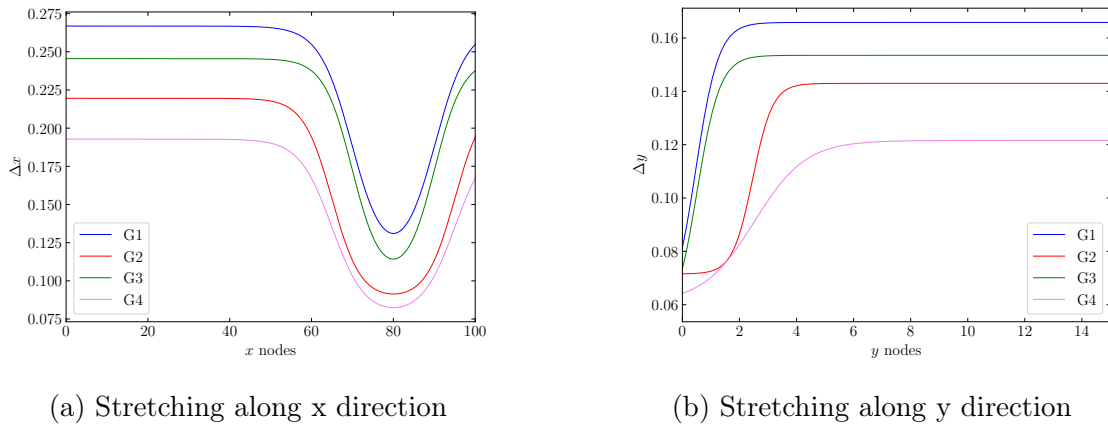 0.275
0.250
0.225
0.200
0.175
0.150
0.125
0.100
0.075
Δx
0
20
40
60
80
100
x nodes
G1
G2
G3
G4
0.16
0.14
0.12
0.10
0.08
0.06
Δy
0
2
4
6
8
10
12
14
y nodes
G1
G2
G3
G4
(a) Stretching along x direction
(b) Stretching along y direction